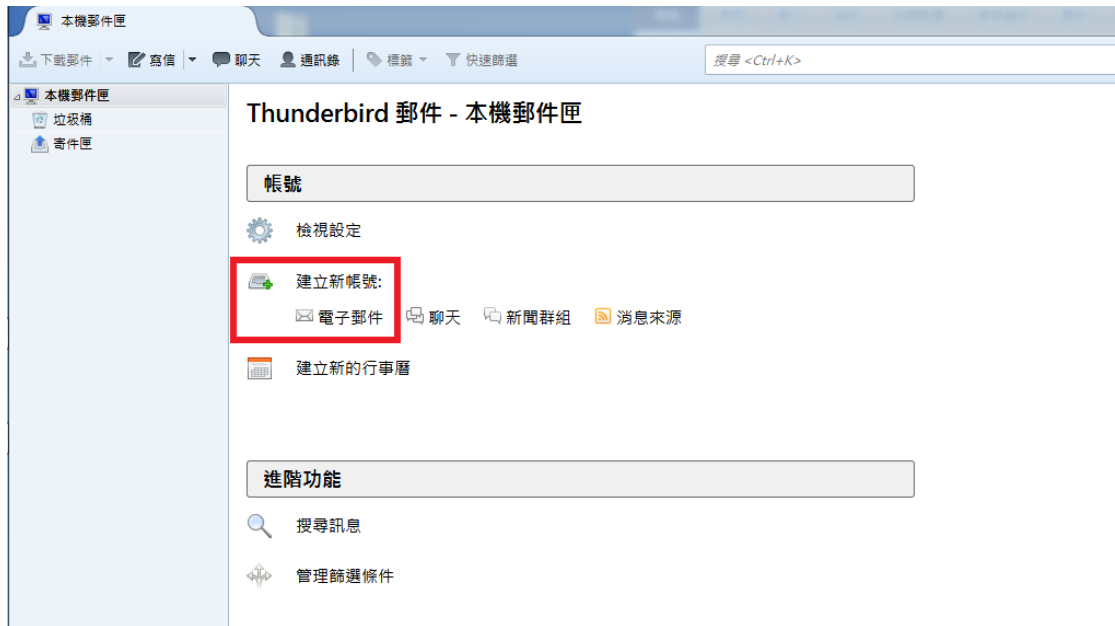 本機郵件匣
下載郵件 寫信 聊天 通訊錄 標籤 快速篩選 搜尋 <Ctrl+K>
本機郵件匣
垃圾桶
寄件匣
Thunderbird 郵件 - 本機郵件匣
帳號
檢視設定
建立新帳號:
電子郵件 聊天 新聞群組 消息來源
建立新的行事曆
進階功能
搜尋訊息
管理篩選條件